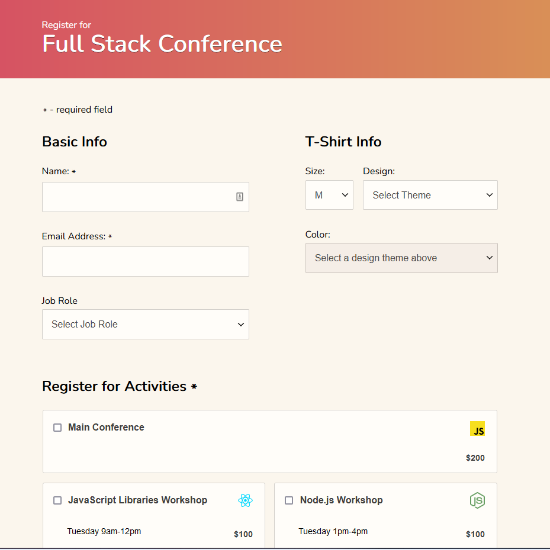 Register for
Full Stack Conference
* - required field
Basic Info
Name: *
Email Address: *
Job Role
Select Job Role
T-Shirt Info
Size:
Design:
M
Select Theme
Color:
Select a design theme above
Register for Activities *
Main Conference
JS
$200
JavaScript Libraries Workshop
Tuesday 9am-12pm
$100
Node.js Workshop
JS
Tuesday 1pm-4pm
$100